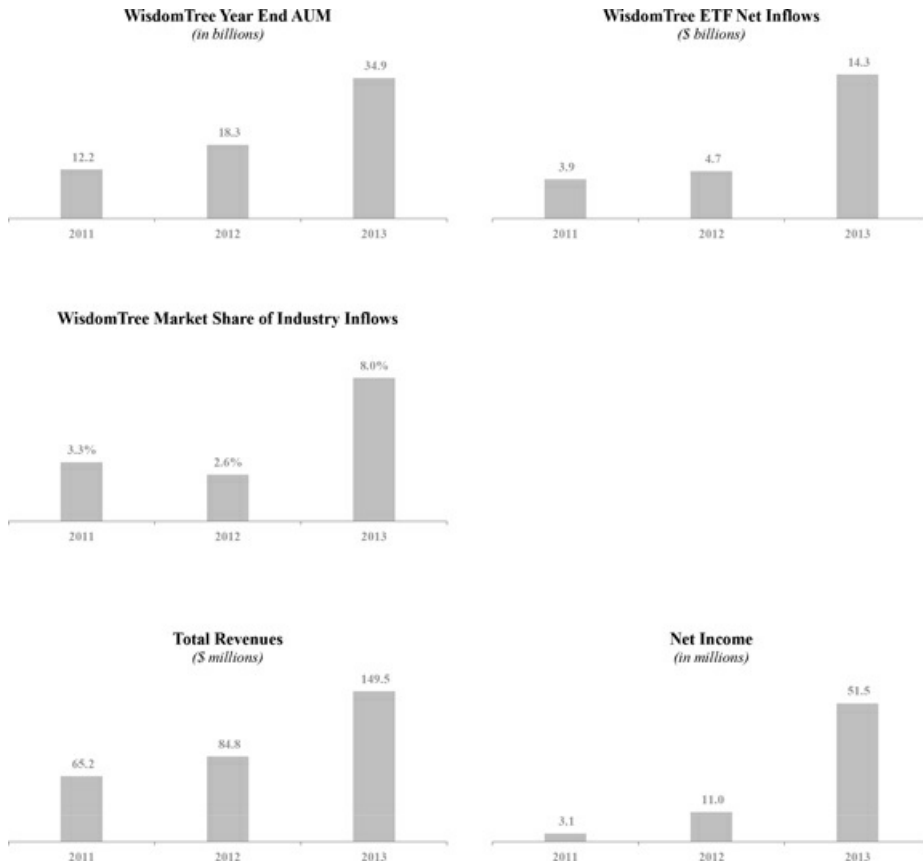 WisdomTree Year End AUM
(in billions)
34.9
18.3
12.2
2011 2012 2013
WisdomTree ETF Net Inflows
($ billions)
14.3
4.7
3.9
2011 2012 2013
WisdomTree Market Share of Industry Inflows
8.0%
3.3%
2.6%
2011 2012 2013
Total Revenues
($ millions)
149.5
84.8
65.2
2011 2012 2013
Net Income
(in millions)
51.5
11.0
3.1
2011 2012 2013